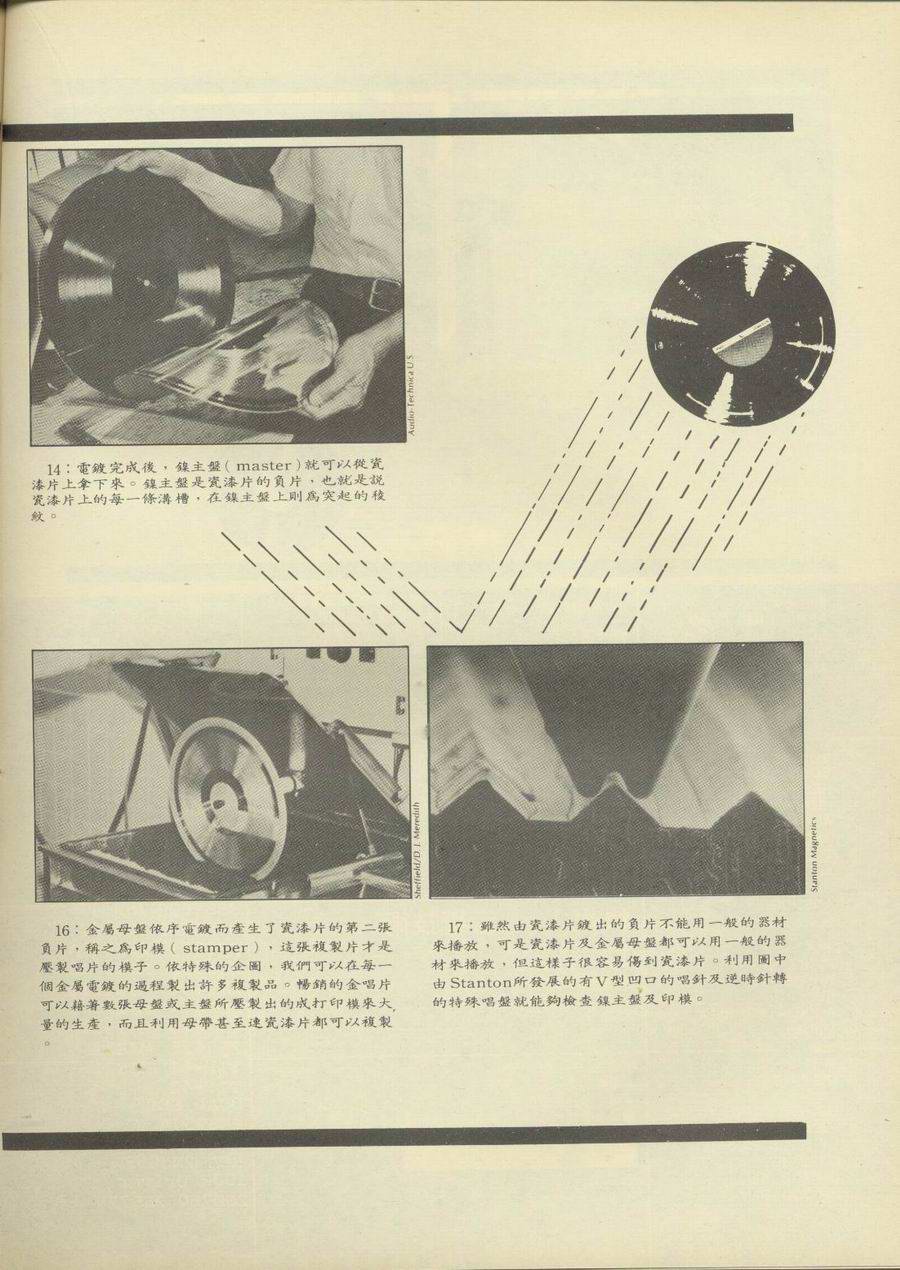 Audio-Technica U.S.
14：電鍍完成後，鎳主盤（master）就可以從瓷
漆片上拿下來。鎳主盤是瓷漆片的負片，也就是説
瓷漆片上的每一條溝槽，在鎳主盤上則爲突起的稜
紋。
Sheffield/D. J. Meredith
Stanton Magnetics
16：金屬母盤依序電鍍而產生了瓷漆片的第二張
負片，稱之爲印模（stamper），這張複製片才是
壓製唱片的模子。依特殊的企圖，我們可以在每一
個金屬電鍍的過程製出許多複製品。暢銷的金唱片
可以藉著數張母盤或主盤所壓製出的成打印模來大
量的生產，而且利用母帶甚至連瓷漆片都可以複製
。
17：雖然由瓷漆片鍍出的負片不能用一般的器材
來播放，可是瓷漆片及金屬母盤都可以用一般的器
材來播放，但這樣子很容易傷到瓷漆片。利用圖中
由Stanton所發展的有V型凹口的唱針及逆時針轉
的特殊唱盤就能夠檢查鎳主盤及印模。